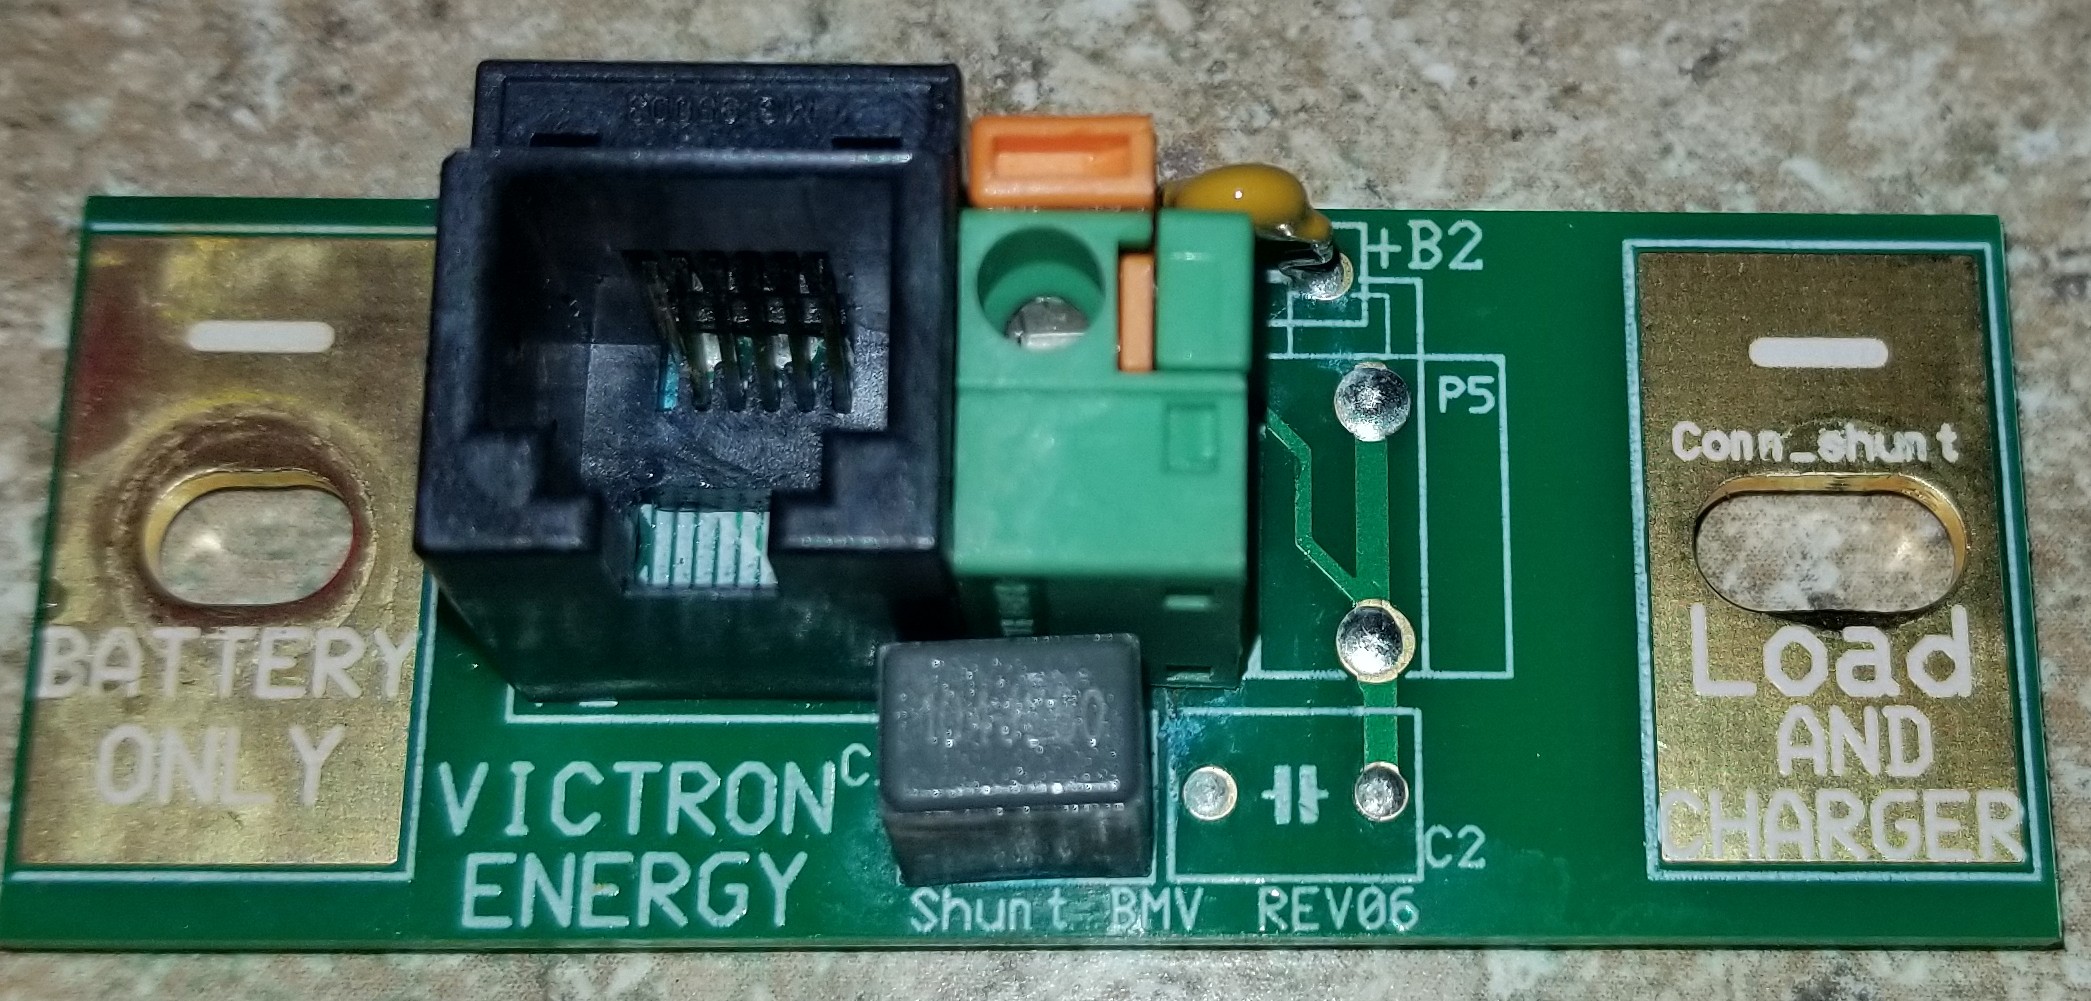 +B2
P5
Conn_shunt
BATTERY
ONLY
Load
AND
CHARGER
VICTRON
ENERGY
C2
Shunt BMV REV06